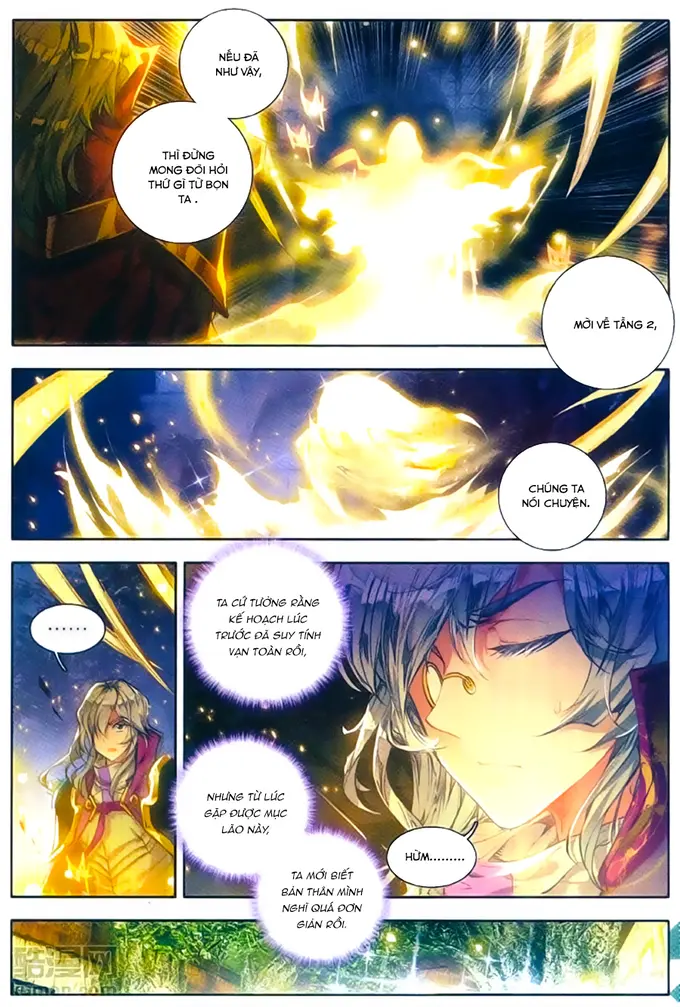 NẾU ĐÃ
NHƯ VẬY,
THÌ ĐỪNG
MONG ĐÒI HỎI
THỨ GÌ TỪ BỌN
TA .
MỜI VỀ TẦNG 2,
CHÚNG TA
NÓI CHUYỆN.
......
TA CỨ TƯỞNG RẰNG
KẾ HOẠCH LÚC
TRƯỚC ĐÃ SUY TÍNH
VẠN TOÀN RỒI,
NHƯNG TỪ LÚC
GẶP ĐƯỢC MỤC
LÃO NÀY,
TA MỚI BIẾT
BẢN THÂN MÌNH
NGHĨ QUÁ ĐƠN
GIẢN RỒI.
HỪM.........